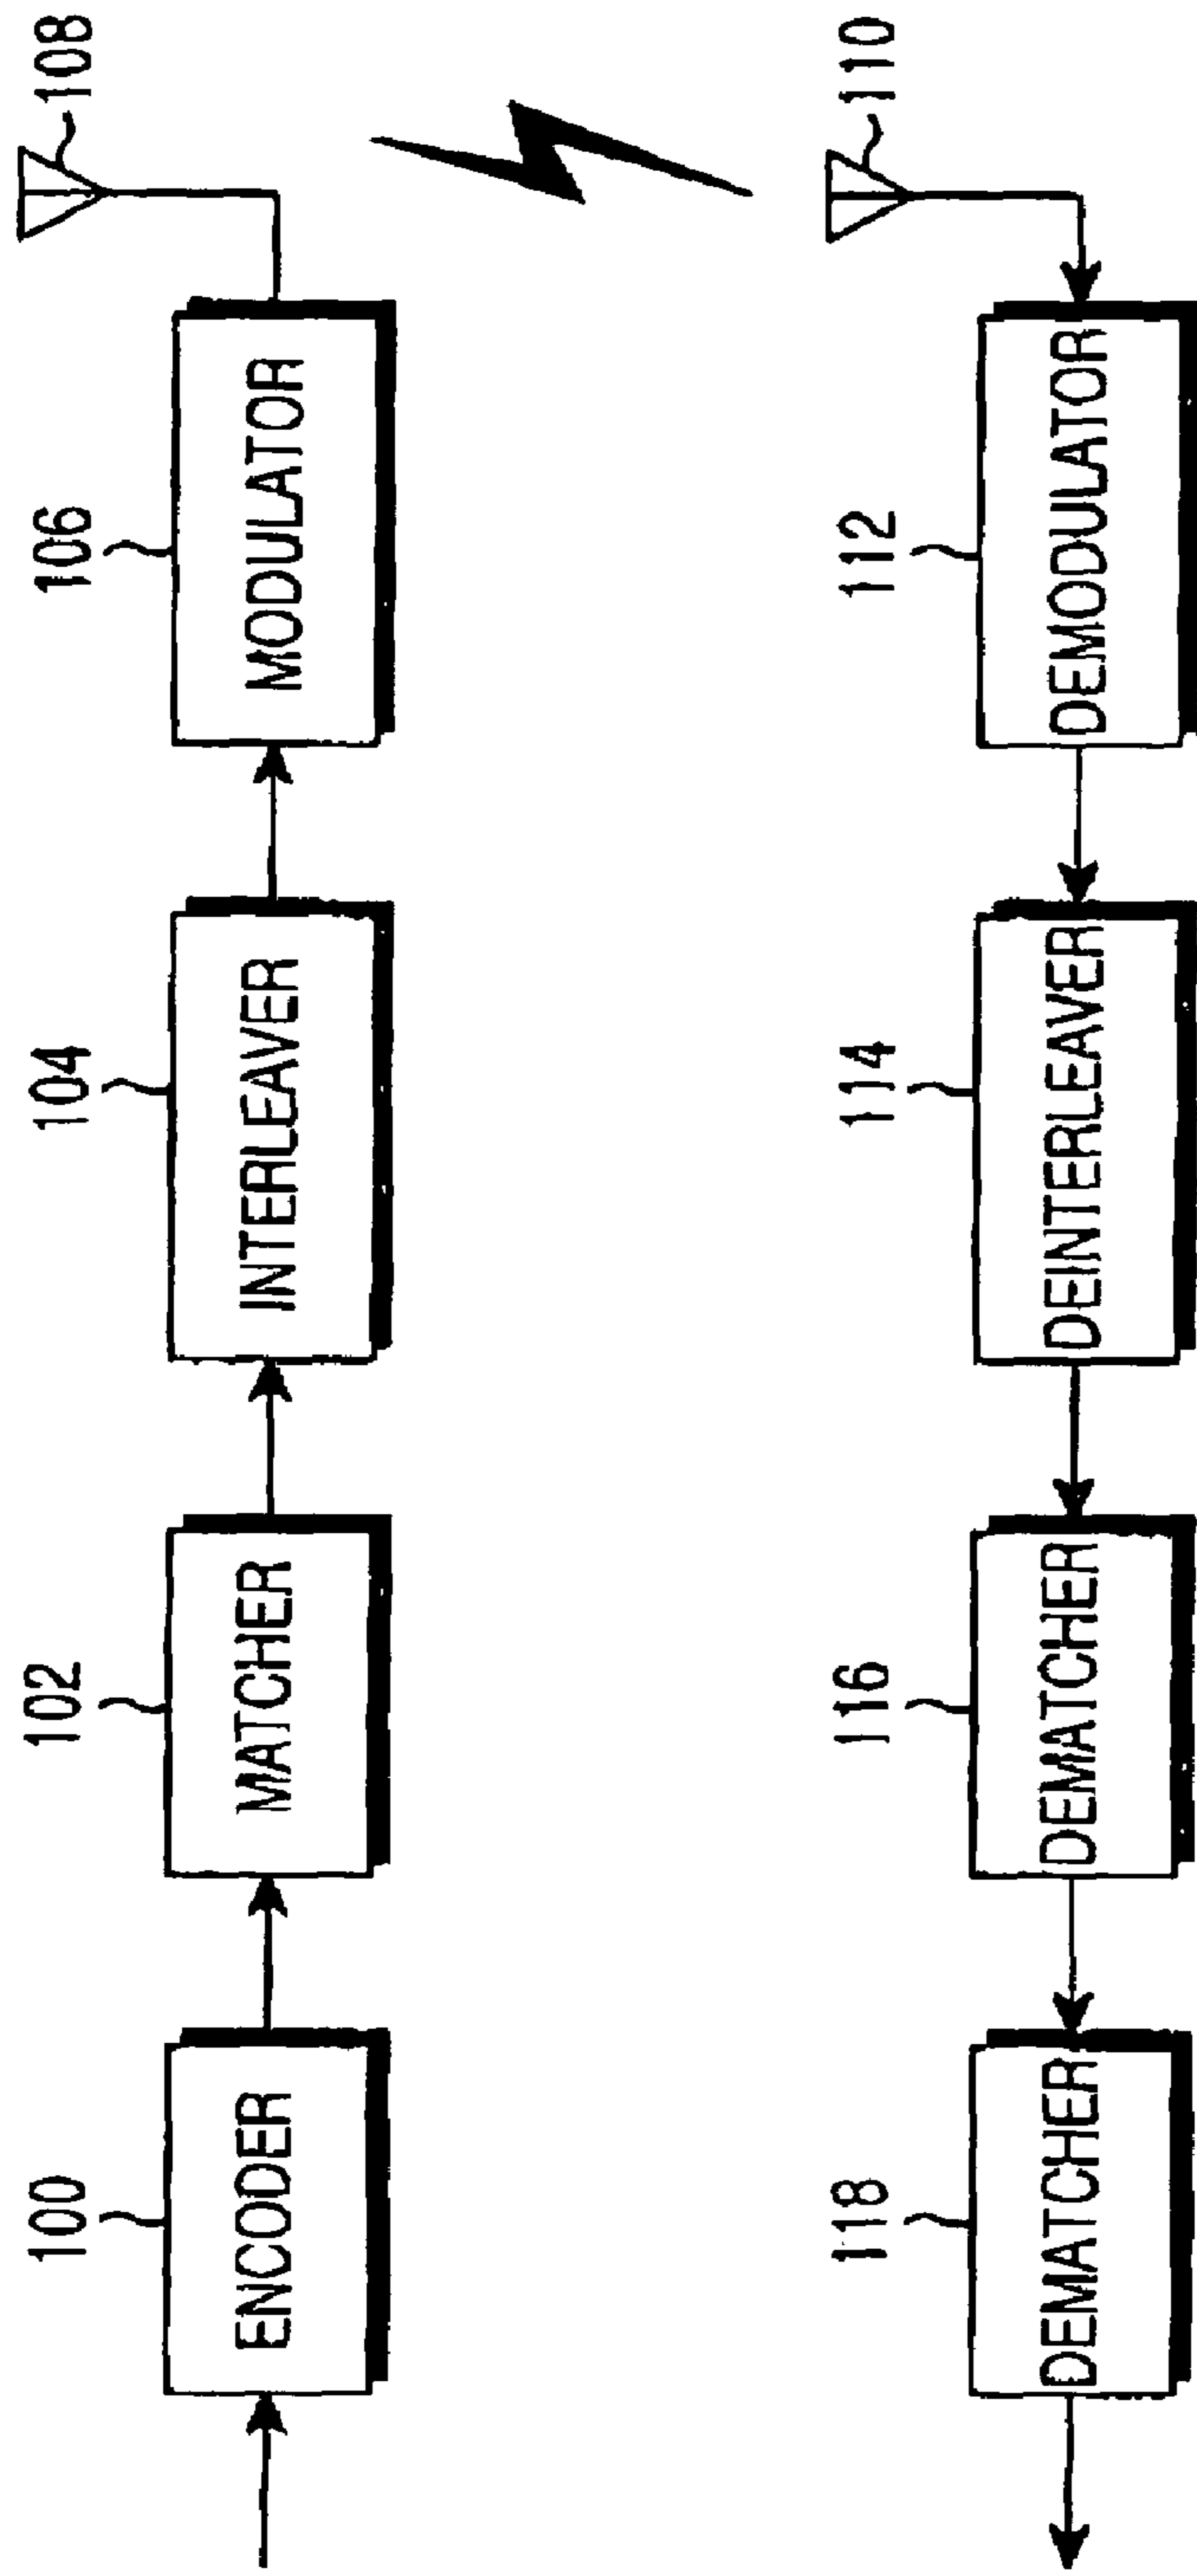 100
ENCODER
102
MATCHER
104
INTERLEAVER
106
MODULATOR
108
118
DEMATCHER
116
DEMATCHER
114
DEINTERLEAVER
112
DEMODULATOR
110